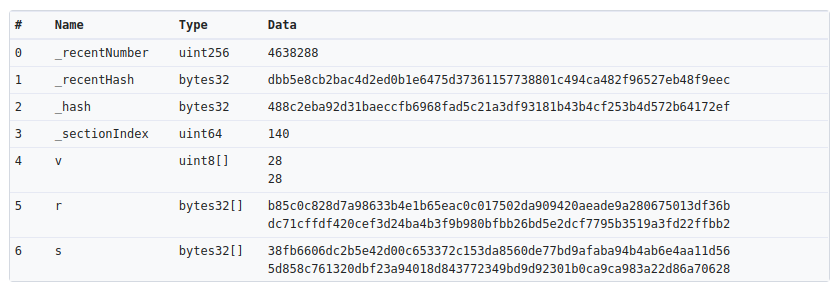 # Name Type Data
0 _recentNumber uint256 4638288
1 _recentHash bytes32 dbb5e8cb2bac4d2ed0b1e6475d37361157738801c494ca482f96527eb48f9eec
2 _hash bytes32 488c2eba92d31baeccfb6968fad5c21a3df93181b43b4cf253b4d572b64172ef
3 _sectionIndex uint64 140
4 v uint8[] 28
28
5 r bytes32[] b85c0c828d7a98633b4e1b65eac0c017502da909420aeade9a280675013df36b
dc71cffdf420cef3d24ba4b3f9b980bfbb26bd5e2dcf7795b3519a3fd22ffbb2
6 s bytes32[] 38fb6606dc2b5e42d00c653372c153da8560de77bd9afaba94b4ab6e4aa11d56
5d858c761320dbf23a94018d843772349bd9d92301b0ca9ca983a22d86a70628